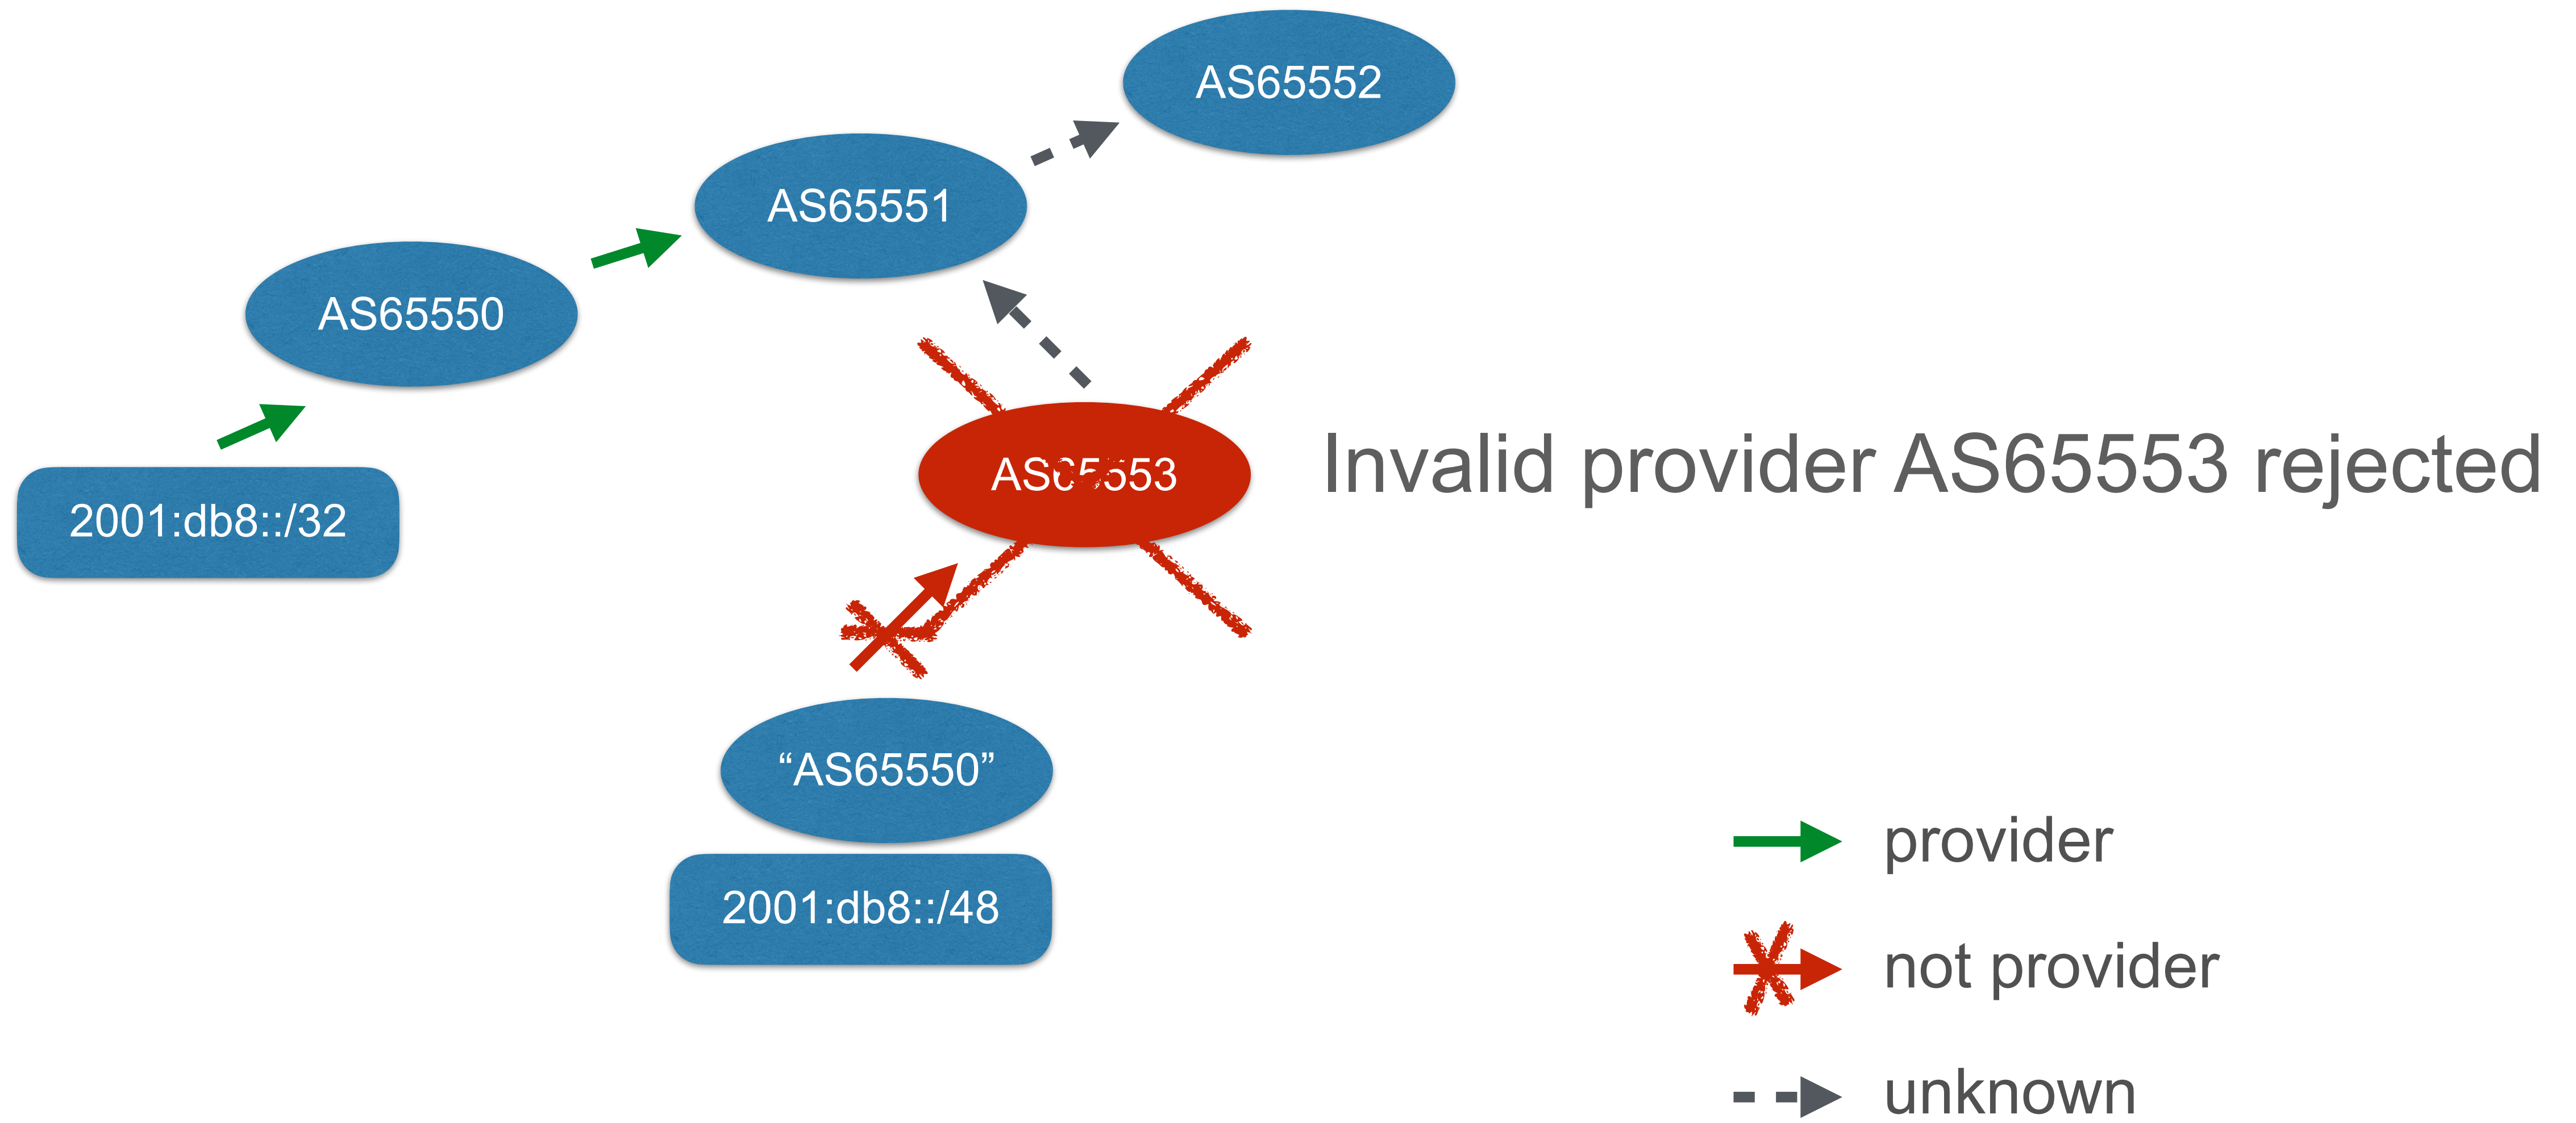 AS65552
AS65551
AS65550
2001:db8::/32
AS65553
Invalid provider AS65553 rejected
“AS65550”
2001:db8::/48
provider
not provider
unknown